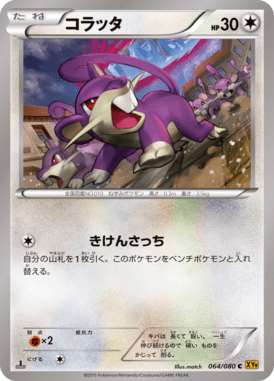 たね コラッタ HP30
全国図鑑NO.019 ねずみポケモン 高さ:0.3m 重さ:3.5kg
きけんさっち
自分の山札を1枚引く。このポケモンをベンチポケモンと入れ
替える。
弱点 ×2 抵抗力
にげる
キバは 長くて 鋭い。 一生
伸び続けるので 硬い ものを
かじって 削る。
1 ©2015 Pokémon/Nintendo/Creatures/GAME FREAK. Illus.match 064/080 C XY9